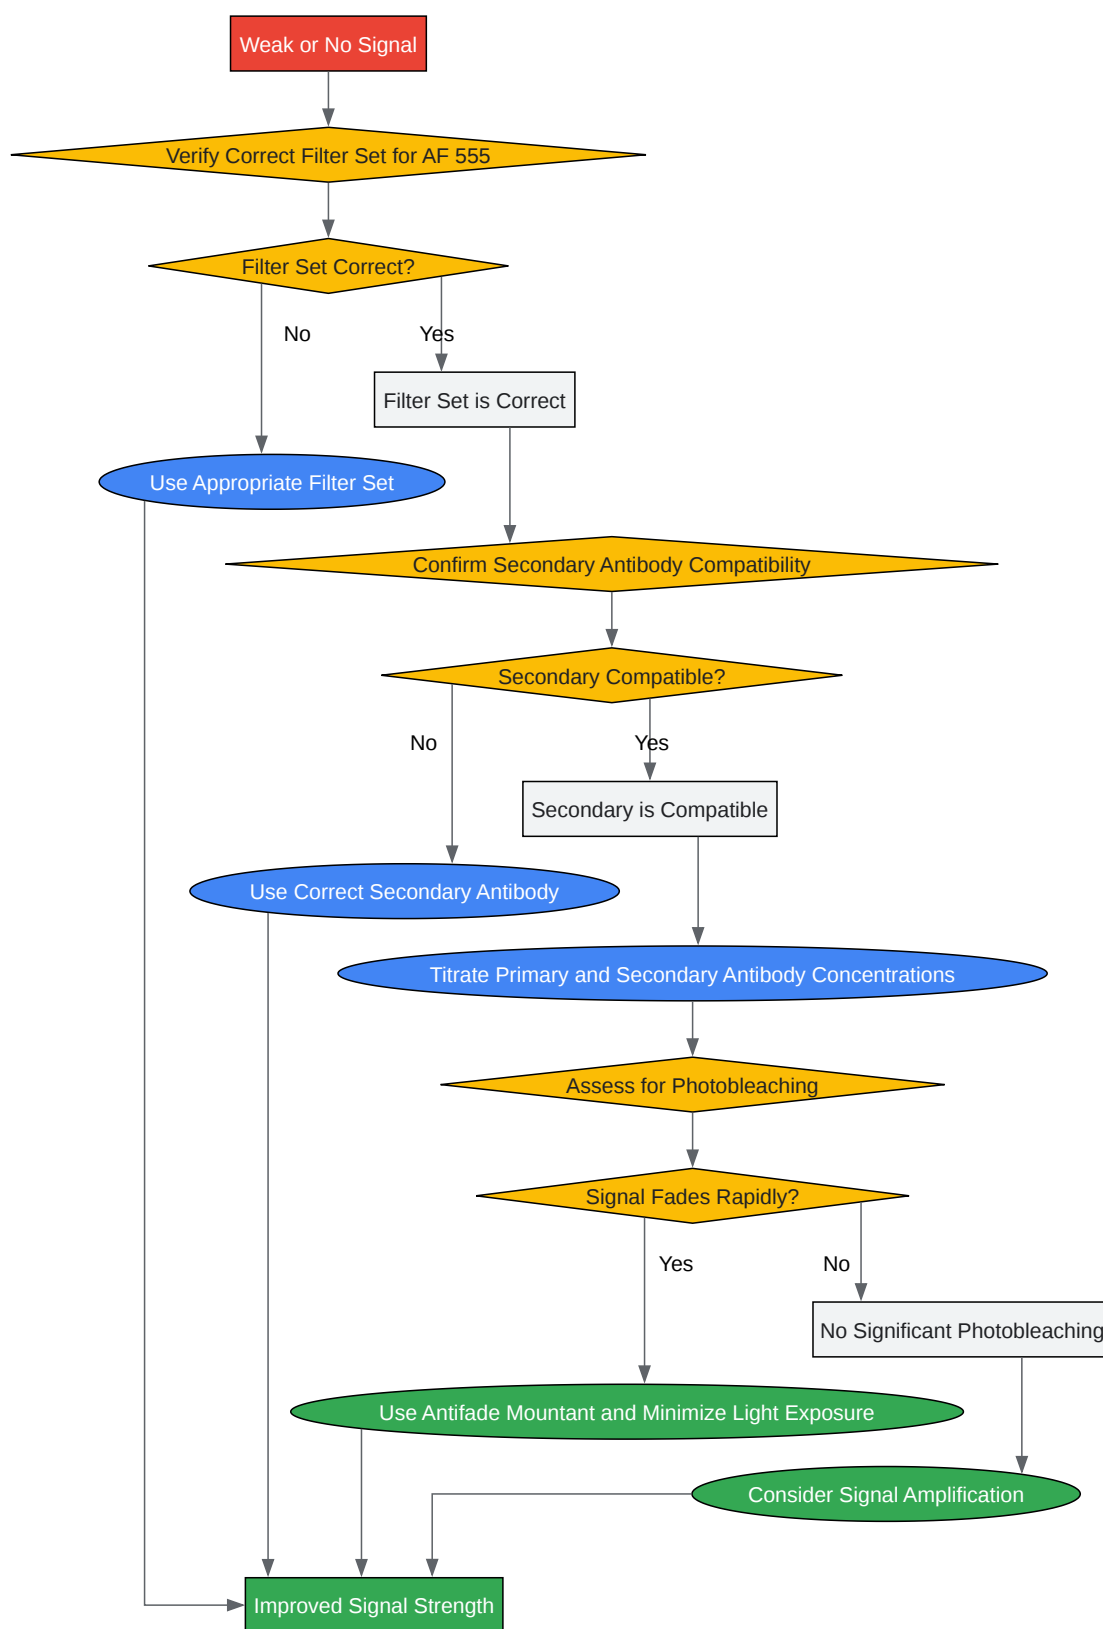 Weak or No Signal
Verify Correct Filter Set for AF 555
Filter Set Correct?
No
Yes
Filter Set is Correct
Use Appropriate Filter Set
Confirm Secondary Antibody Compatibility
Secondary Compatible?
No
Yes
Secondary is Compatible
Use Correct Secondary Antibody
Titrate Primary and Secondary Antibody Concentrations
Assess for Photobleaching
Signal Fades Rapidly?
Yes
No
No Significant Photobleaching
Use Antifade Mountant and Minimize Light Exposure
Consider Signal Amplification
Improved Signal Strength